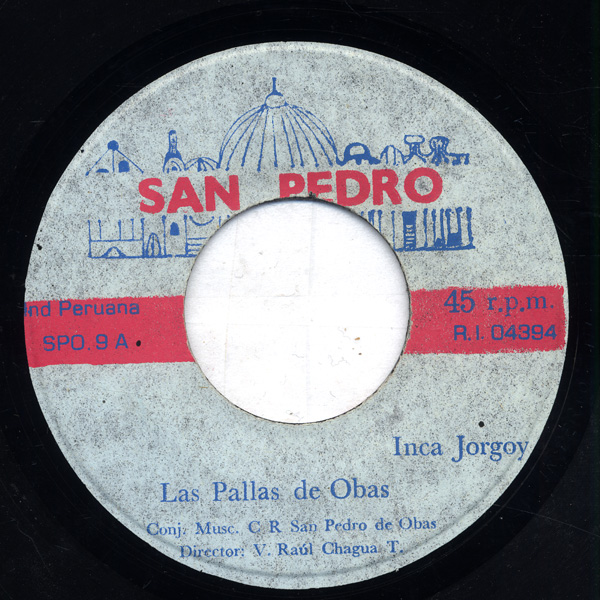 SAN PEDRO
Ind Peruana
45 r.p.m.
SPO. 9 A.
R.I. 04394
Inca Jorgoy
Las Pallas de Obas
Conj. Musc. C R San Pedro de Obas
Director: V. Raúl Chagua T.